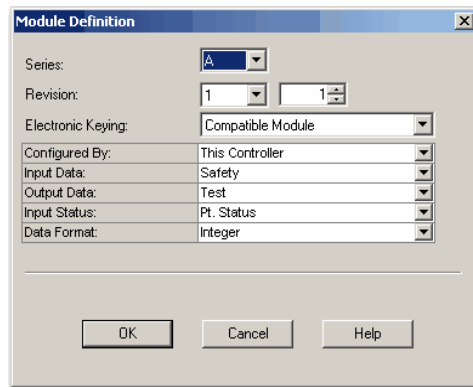 Module Definition
Series: A
Revision: 1 1
Electronic Keying: Compatible Module
Configured By: This Controller
Input Data: Safety
Output Data: Test
Input Status: Pt. Status
Data Format: Integer
OK Cancel Help